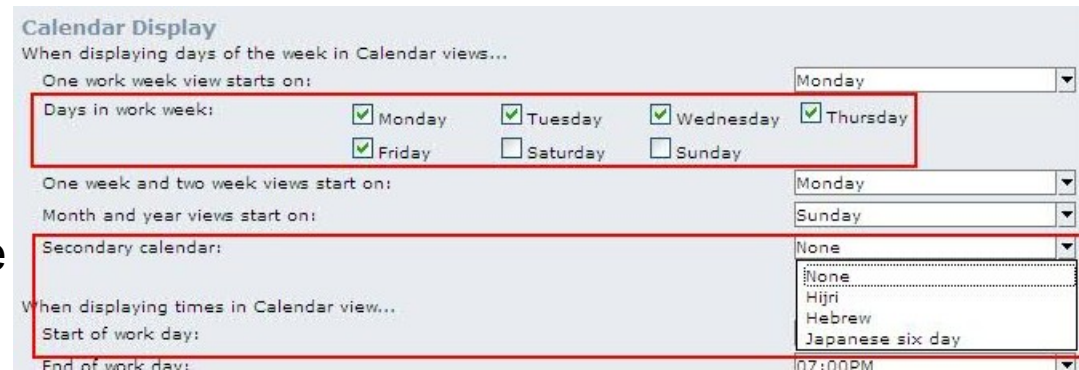 Calendar Display
When displaying days of the week in Calendar views...
One work week view starts on: Monday
Days in work week: Monday Tuesday Wednesday Thursday
Friday Saturday Sunday
One week and two week views start on: Monday
Month and year views start on: Sunday
e Secondary calendar: None
None
Hijri
When displaying times in Calendar view...
Hebrew
Start of work day: Japanese six day
End of work day: 07:00PM